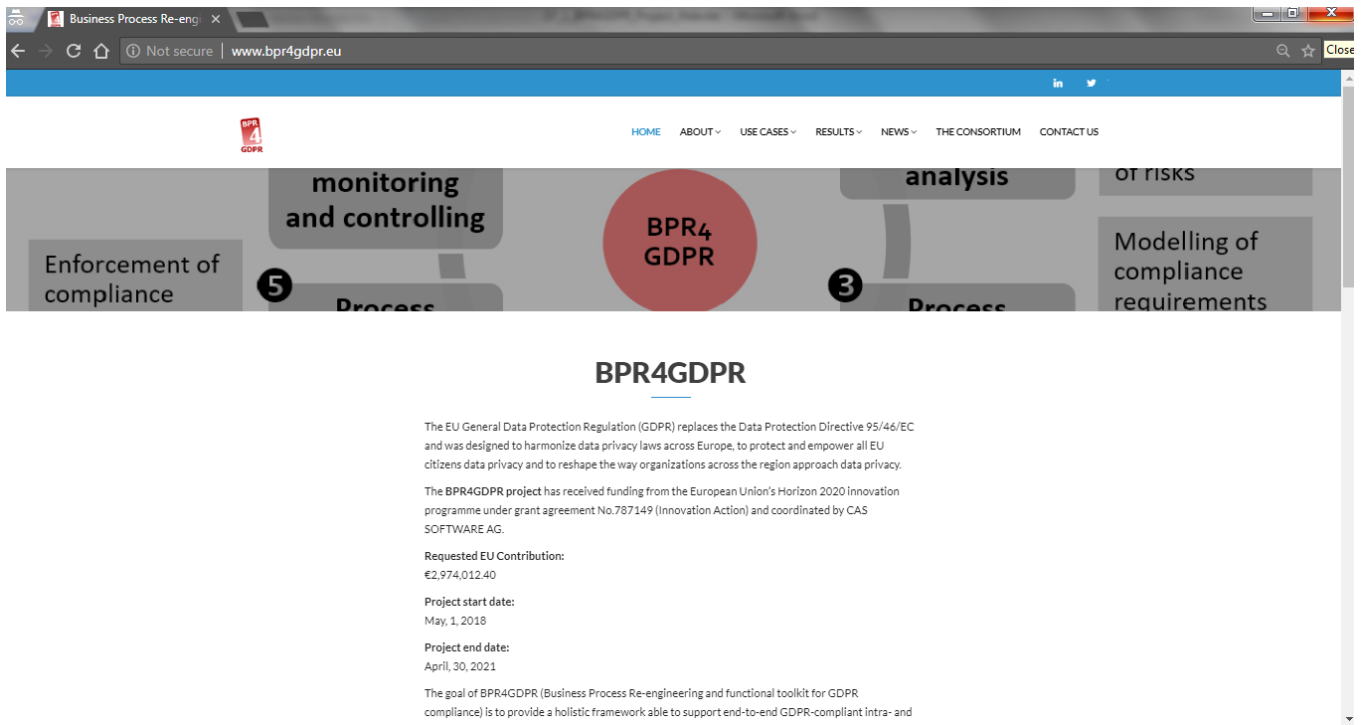 Business Process Re-engi
Not secure | www.bpr4gdpr.eu
Close
in
BPR
4
GDPR
HOME ABOUT USE CASES RESULTS NEWS THE CONSORTIUM CONTACT US
monitoring
and controlling
analysis
of risks
BPR4
GDPR
Enforcement of
compliance
5
Process
3
Process
Modelling of
compliance
requirements
BPR4GDPR
The EU General Data Protection Regulation (GDPR) replaces the Data Protection Directive 95/46/EC
and was designed to harmonize data privacy laws across Europe, to protect and empower all EU
citizens data privacy and to reshape the way organizations across the region approach data privacy.
The BPR4GDPR project has received funding from the European Union's Horizon 2020 innovation
programme under grant agreement No.787149 (Innovation Action) and coordinated by CAS
SOFTWARE AG.
Requested EU Contribution:
€2,974,012.40
Project start date:
May, 1, 2018
Project end date:
April, 30, 2021
The goal of BPR4GDPR (Business Process Re-engineering and functional toolkit for GDPR
compliance) is to provide a holistic framework able to support end-to-end GDPR-compliant intra- and